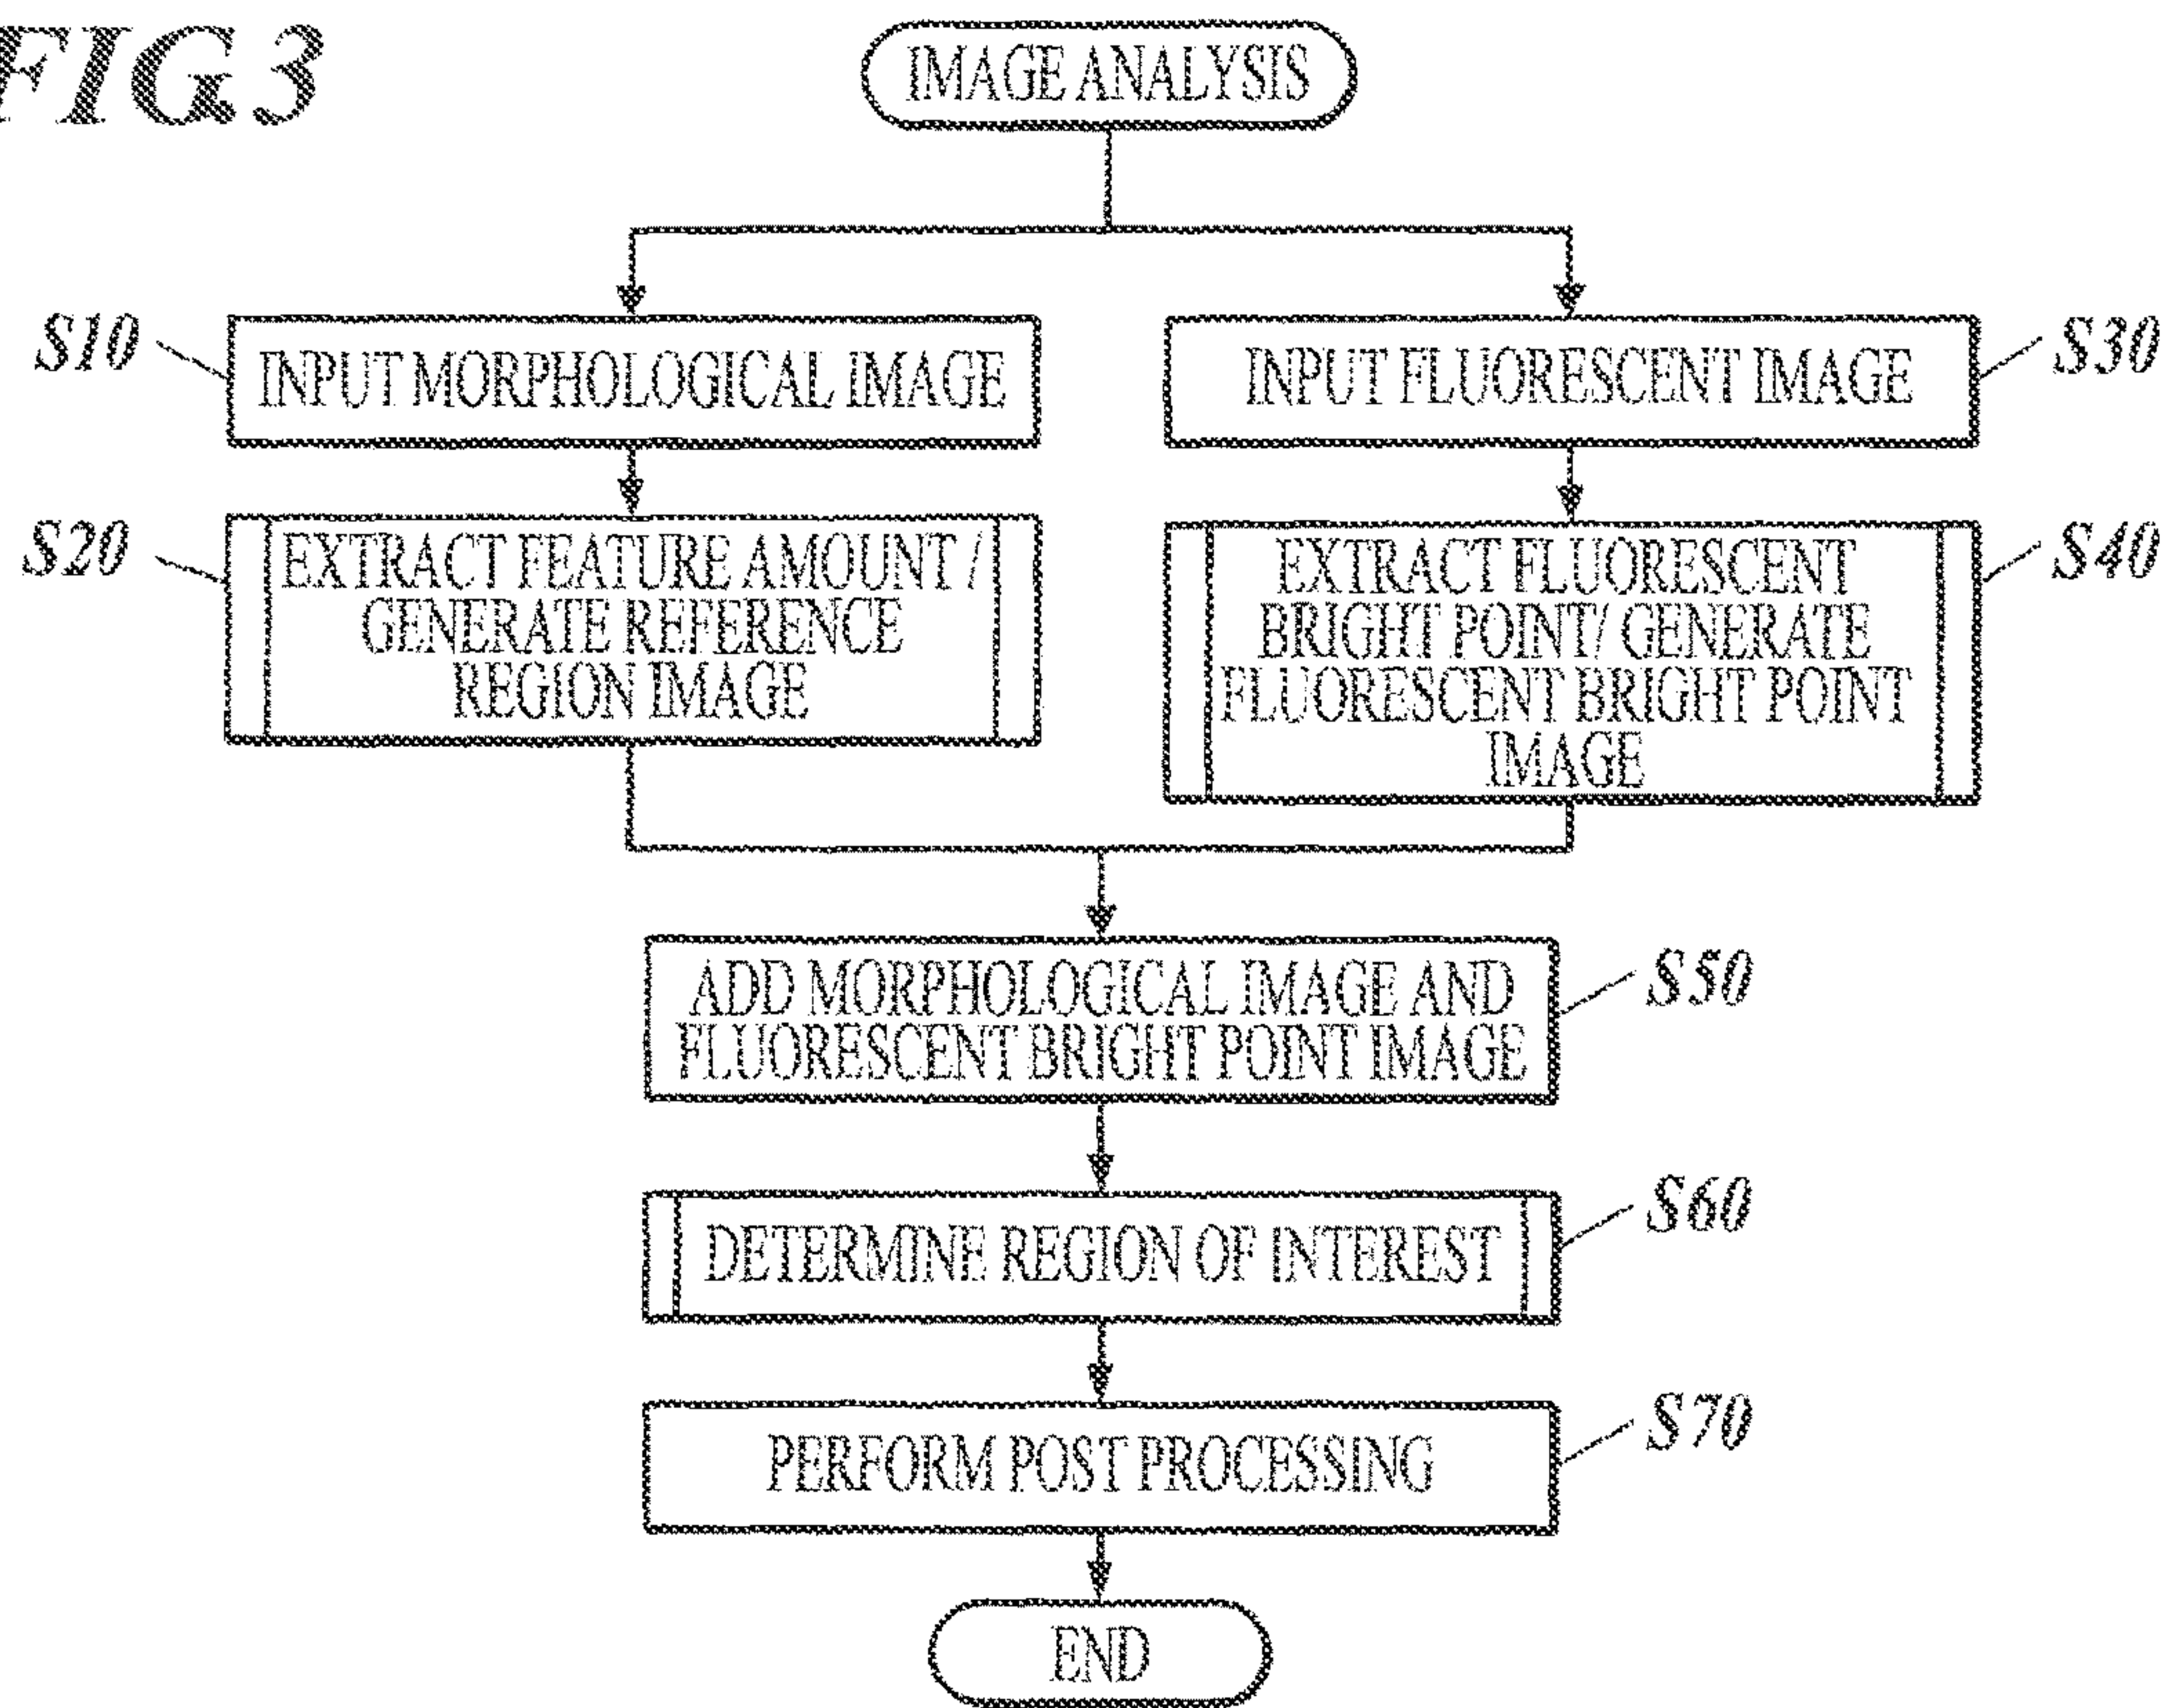 FIG.3
IMAGE ANALYSIS
S10
INPUT MORPHOLOGICAL IMAGE
INPUT FLUORESCENT IMAGE
S30
S20
EXTRACT FEATURE AMOUNT /
GENERATE REFERENCE
REGION IMAGE
EXTRACT FLUORESCENT
BRIGHT POINT/ GENERATE
FLUORESCENT BRIGHT POINT
IMAGE
S40
ADD MORPHOLOGICAL IMAGE AND
FLUORESCENT BRIGHT POINT IMAGE
S50
DETERMINE REGION OF INTEREST
S60
PERFORM POST PROCESSING
S70
END